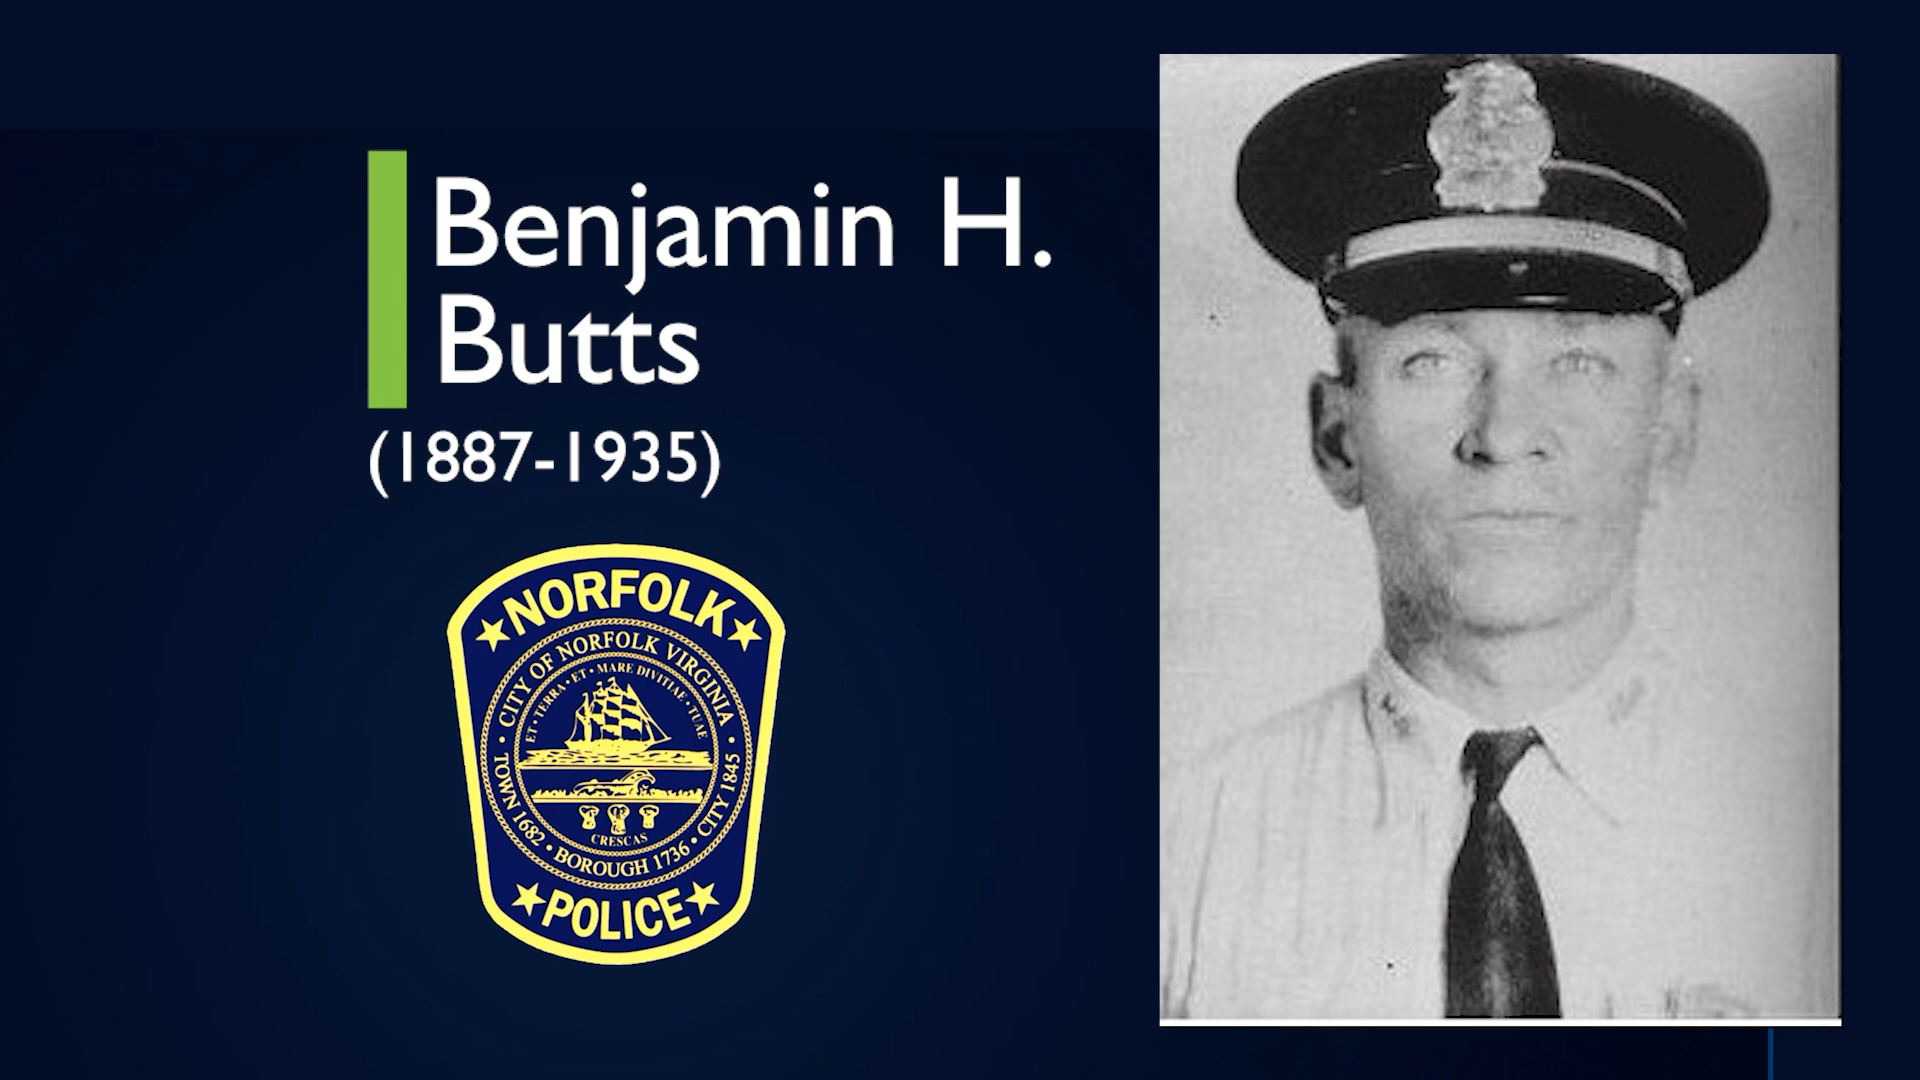 Benjamin H.
Butts
(1887-1935)
NORFOLK
CITY OF NORFOLK VIRGINIA
ET • TERRA • ET • MARE DIVITIAE • TUAE
CRESCAS
TOWN 1682 • BOROUGH 1736 • CITY 1845
POLICE